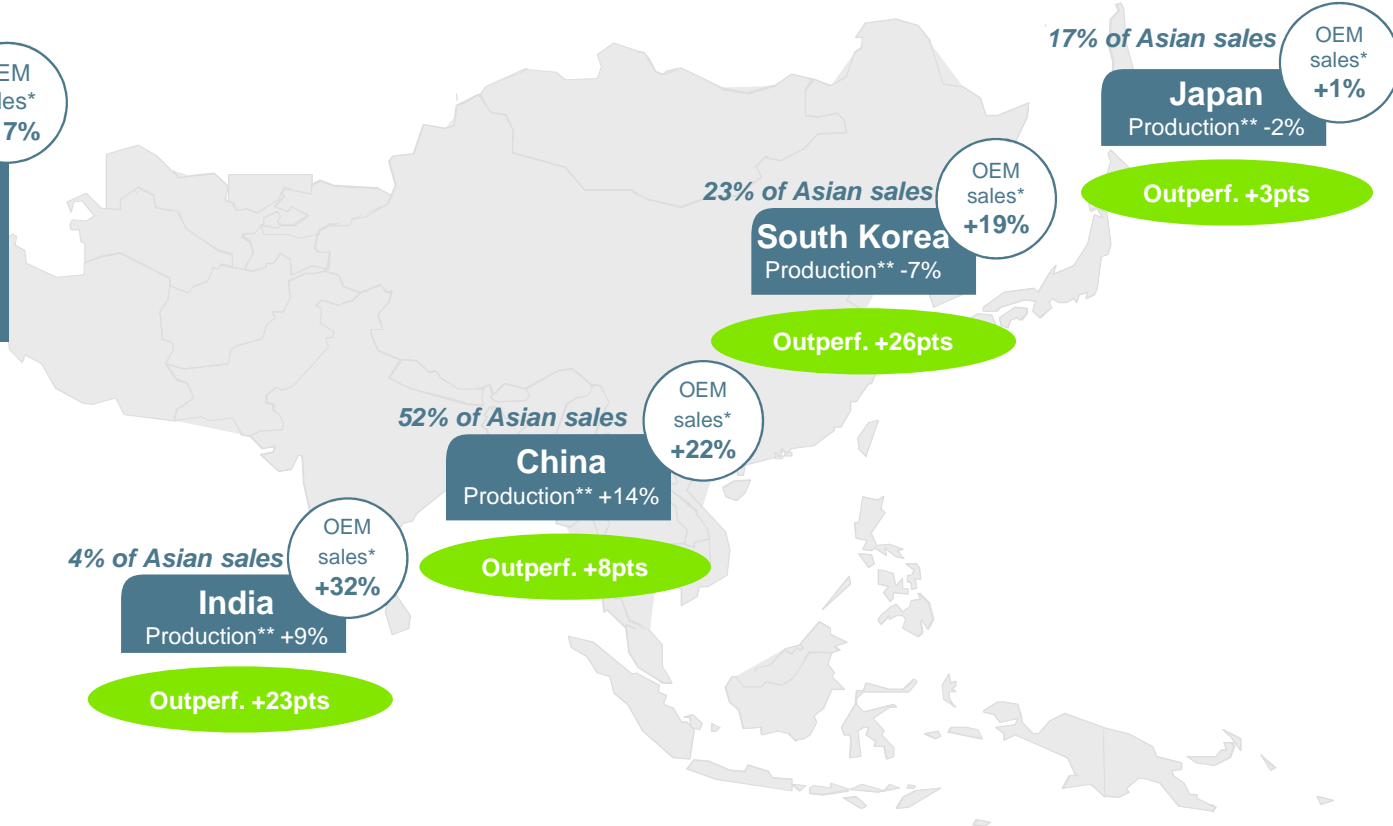 17% of Asian sales
OEM
sales*
+1%
Japan
Production** -2%
Outperf. +3pts
7%
23% of Asian sales
OEM
sales*
+19%
South Korea
Production** -7%
Outperf. +26pts
52% of Asian sales
OEM
sales*
+22%
China
Production** +14%
Outperf. +8pts
4% of Asian sales
OEM
sales*
+32%
India
Production** +9%
Outperf. +23pts